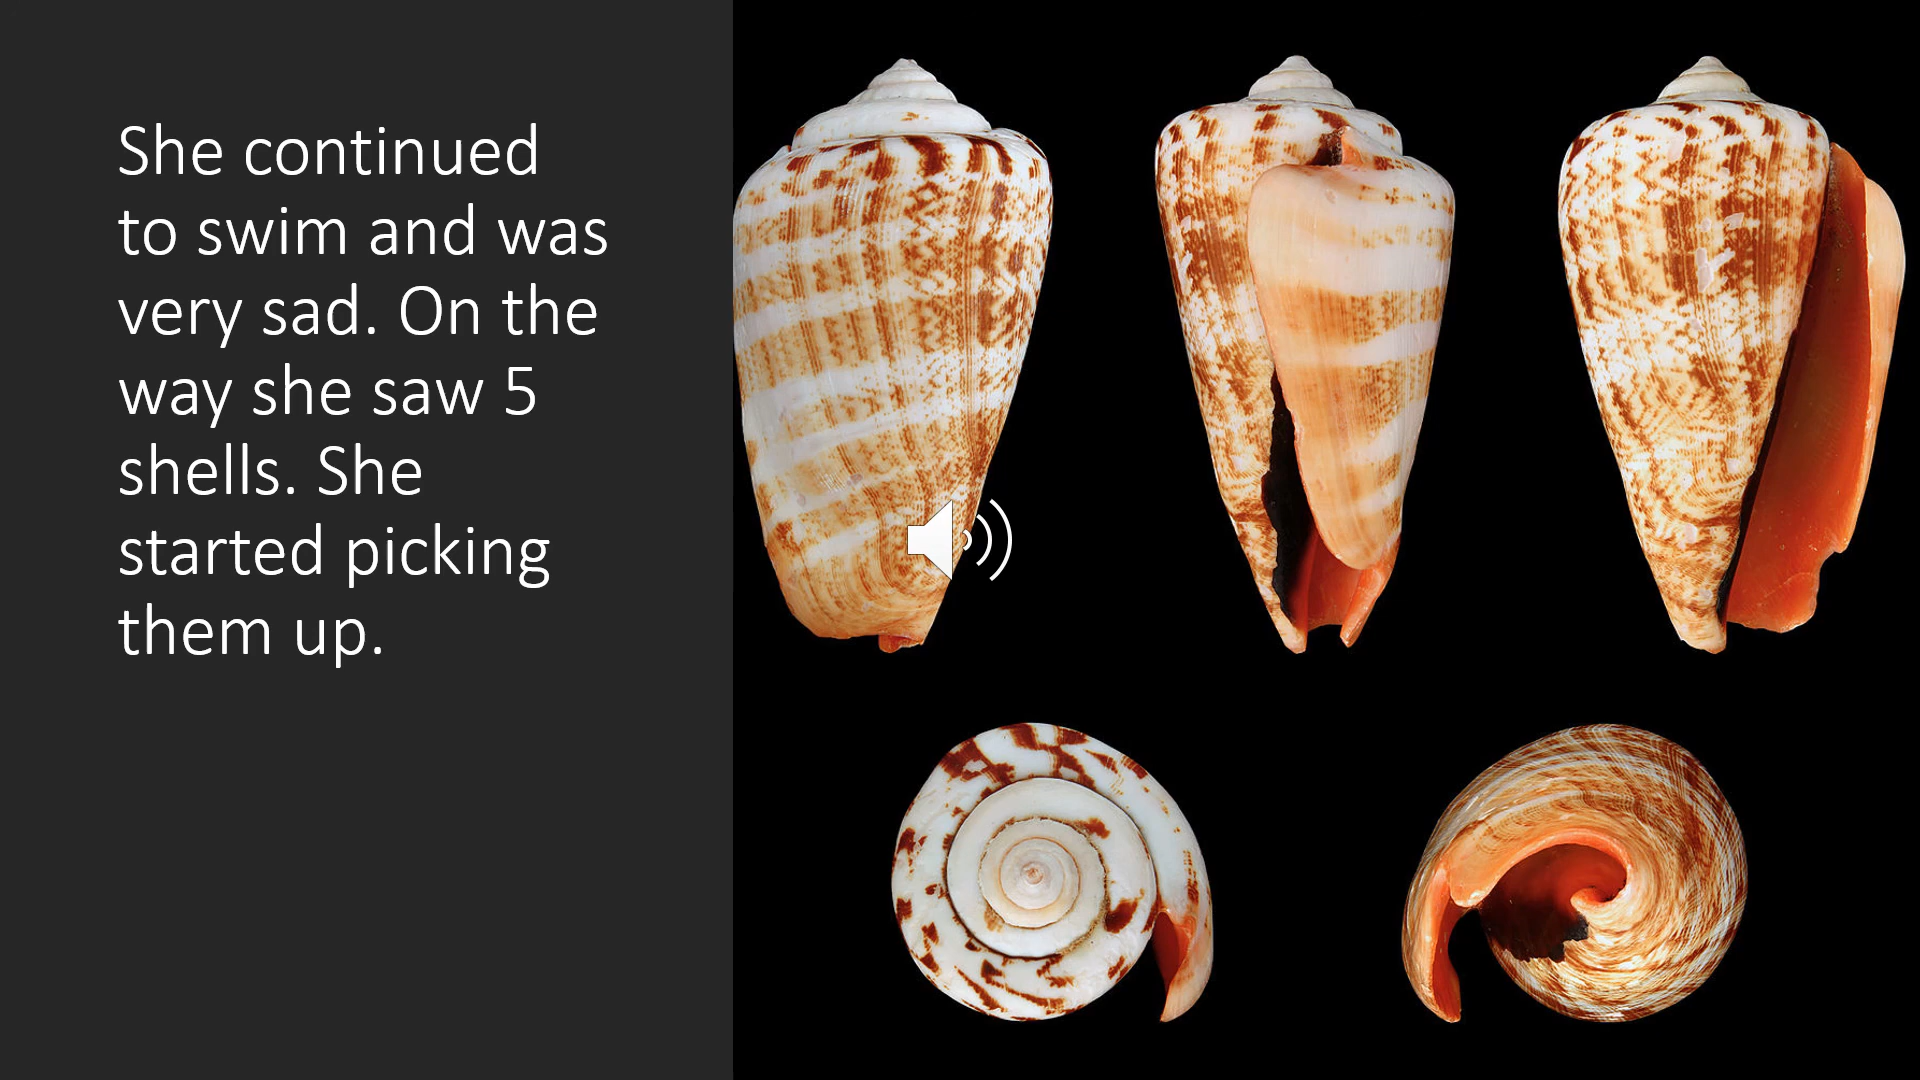 She continued
to swim and was
very sad. On the
way she saw 5
shells. She
started picking
them up.